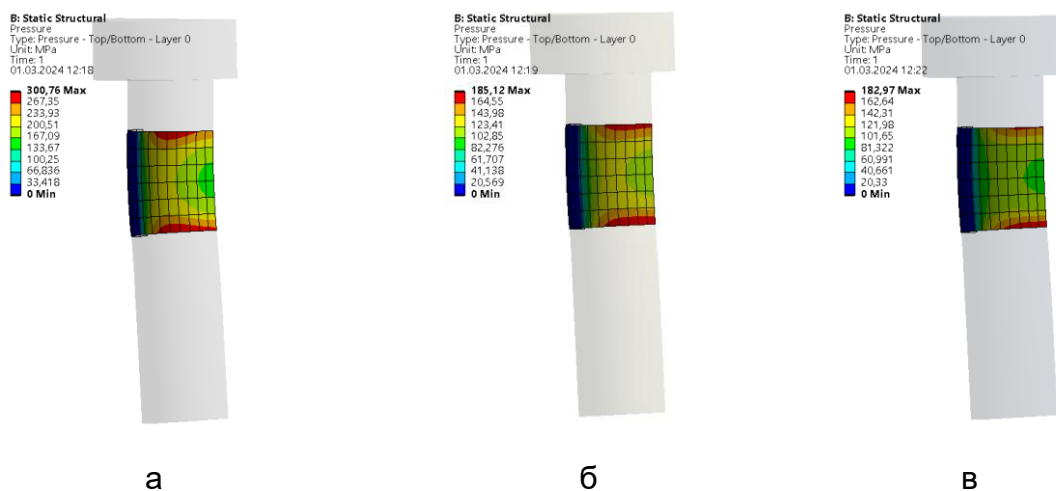 B: Static Structural
Pressure
Type: Pressure - Top/Bottom - Layer 0
Unit: MPa
Time: 1
01.03.2024 12:18
300,76 Max
267,35
233,93
200,51
167,09
133,67
100,25
66,836
33,418
0 Min
B: Static Structural
Pressure
Type: Pressure - Top/Bottom - Layer 0
Unit: MPa
Time: 1
01.03.2024 12:19
185,12 Max
164,55
143,98
123,41
102,85
82,276
61,707
41,138
20,569
0 Min
B: Static Structural
Pressure
Type: Pressure - Top/Bottom - Layer 0
Unit: MPa
Time: 1
01.03.2024 12:22
182,97 Max
162,64
142,31
121,98
101,65
81,322
60,991
40,661
20,33
0 Min
а
б
в